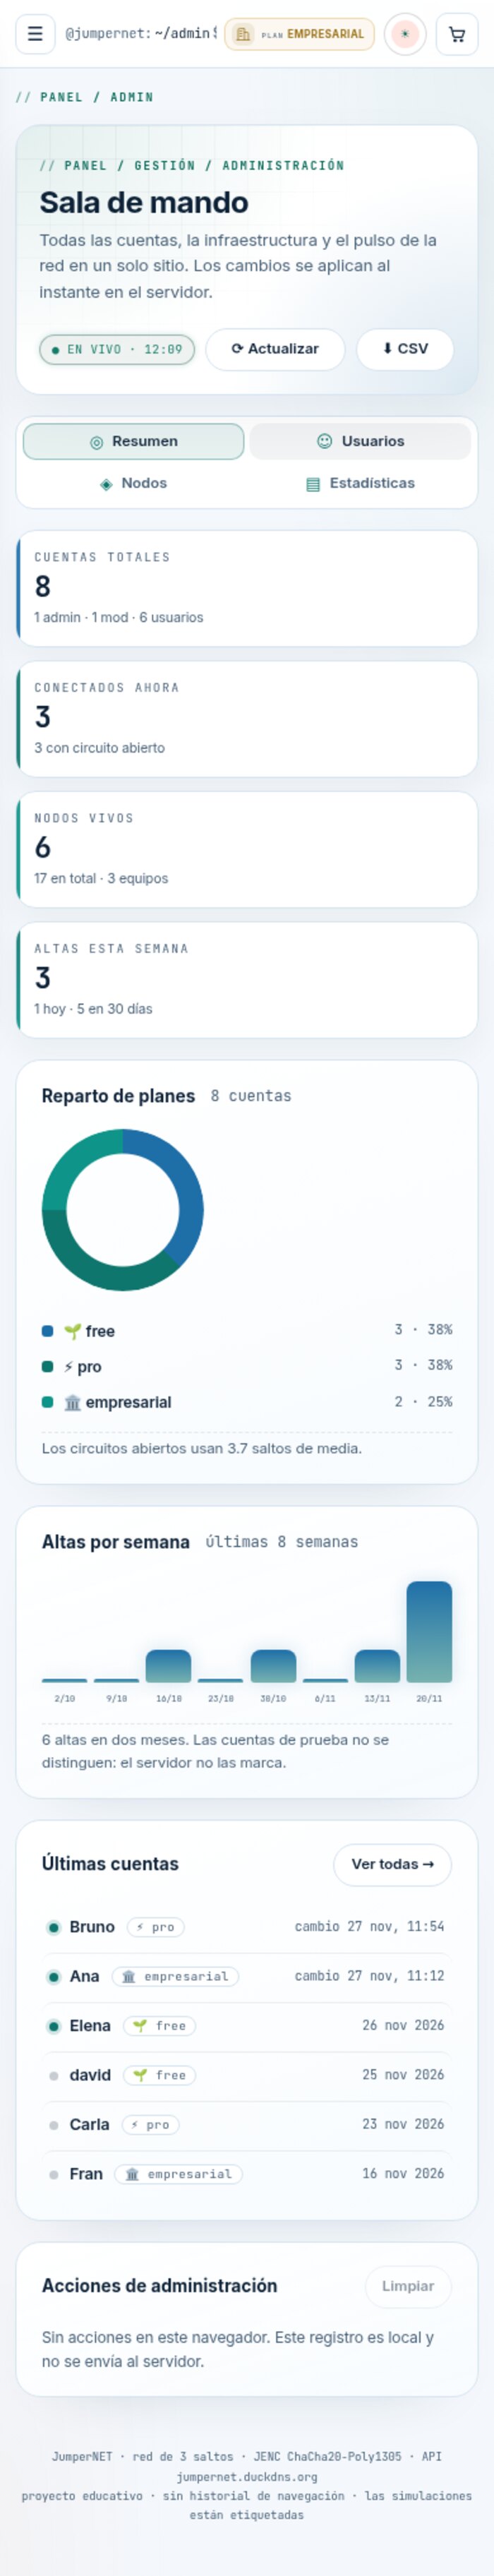 @jumpernet:~/admin$ PLAN EMPRESARIAL
// PANEL / ADMIN
// PANEL / GESTIÓN / ADMINISTRACIÓN
Sala de mando
Todas las cuentas, la infraestructura y el pulso de la
red en un solo sitio. Los cambios se aplican al
instante en el servidor.
● EN VIVO · 12:09 ⟳ Actualizar ⬇ CSV
◎ Resumen ☺ Usuarios
◈ Nodos ▤ Estadísticas
CUENTAS TOTALES
8
1 admin · 1 mod · 6 usuarios
CONECTADOS AHORA
3
3 con circuito abierto
NODOS VIVOS
6
17 en total · 3 equipos
ALTAS ESTA SEMANA
3
1 hoy · 5 en 30 días
Reparto de planes 8 cuentas
🌱 free 3 · 38%
⚡ pro 3 · 38%
🏛️ empresarial 2 · 25%
Los circuitos abiertos usan 3.7 saltos de media.
Altas por semana últimas 8 semanas
2/10 9/10 16/10 23/10 30/10 6/11 13/11 20/11
6 altas en dos meses. Las cuentas de prueba no se
distinguen: el servidor no las marca.
Últimas cuentas Ver todas →
Bruno ⚡ pro cambio 27 nov, 11:54
Ana 🏛️ empresarial cambio 27 nov, 11:12
Elena 🌱 free 26 nov 2026
david 🌱 free 25 nov 2026
Carla ⚡ pro 23 nov 2026
Fran 🏛️ empresarial 16 nov 2026
Acciones de administración Limpiar
Sin acciones en este navegador. Este registro es local y
no se envía al servidor.
JumperNET · red de 3 saltos · JENC ChaCha20-Poly1305 · API
jumpernet.duckdns.org
proyecto educativo · sin historial de navegación · las simulaciones
están etiquetadas